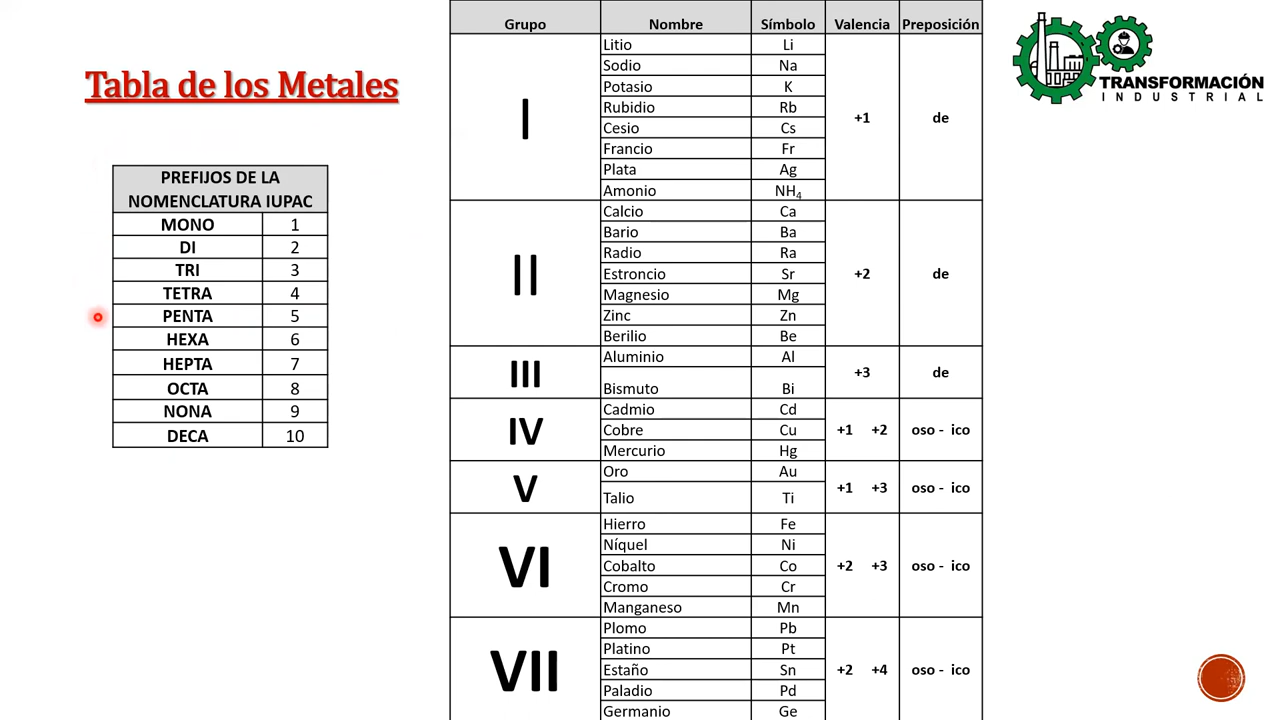 Tabla de los Metales
PREFIJOS DE LA
NOMENCLATURA IUPAC
MONO 1
DI 2
TRI 3
TETRA 4
PENTA 5
HEXA 6
HEPTA 7
OCTA 8
NONA 9
DECA 10
Grupo Nombre Símbolo Valencia Preposición
I +1 de
Litio Li
Sodio Na
Potasio K
Rubidio Rb
Cesio Cs
Francio Fr
Plata Ag
Amonio NH₄
II +2 de
Calcio Ca
Bario Ba
Radio Ra
Estroncio Sr
Magnesio Mg
Zinc Zn
Berilio Be
III +3 de
Aluminio Al
Bismuto Bi
IV +1 +2 oso - ico
Cadmio Cd
Cobre Cu
Mercurio Hg
V +1 +3 oso - ico
Oro Au
Talio Ti
VI +2 +3 oso - ico
Hierro Fe
Níquel Ni
Cobalto Co
Cromo Cr
Manganeso Mn
VII +2 +4 oso - ico
Plomo Pb
Platino Pt
Estaño Sn
Paladio Pd
Germanio Ge
TRANSFORMACIÓN
INDUSTRIAL